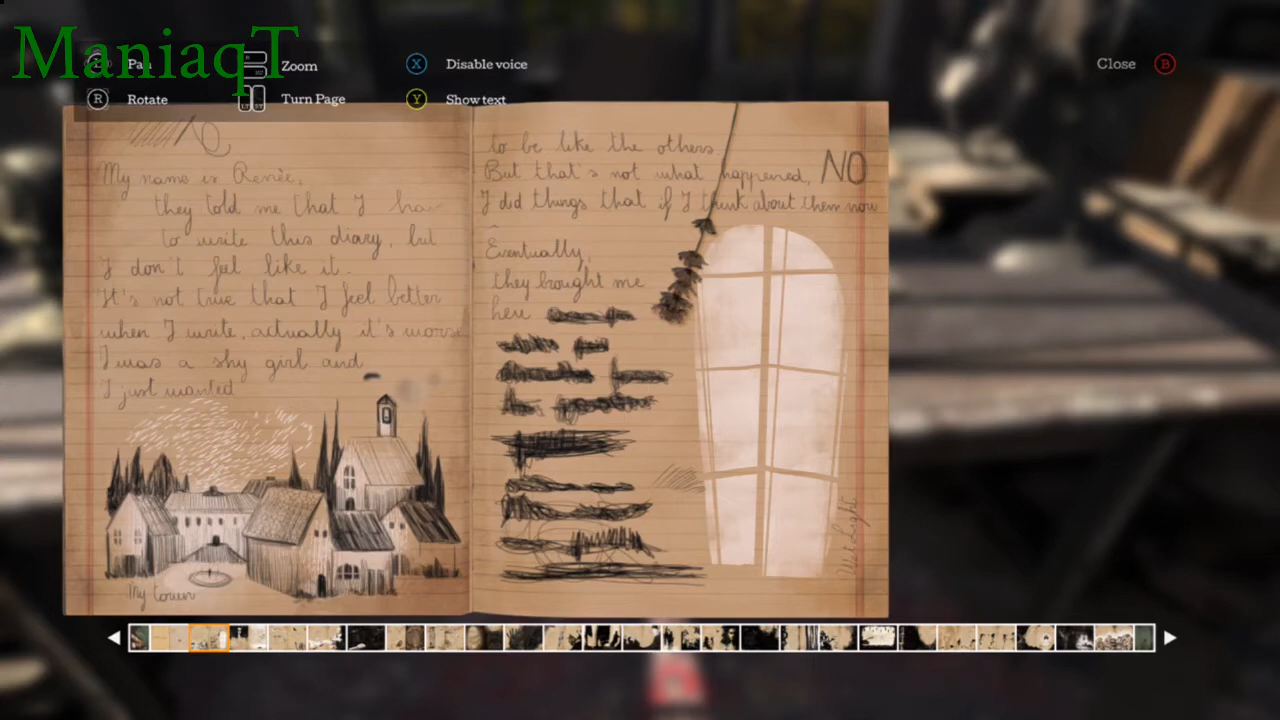 ManiaqT
Pan
Zoom
Disable voice
Close
B
X
R
Rotate
Turn Page
Y
Show text
My name is Renée,
they told me that I have
to write this diary, but
I don't feel like it.
It's not true that I feel better
when I write, actually it's worse
I was a shy girl and
I just wanted
My town
to be like the others.
But that's not what happened, NO
I did things that if I think about them now
Eventually,
they brought me
here
Light